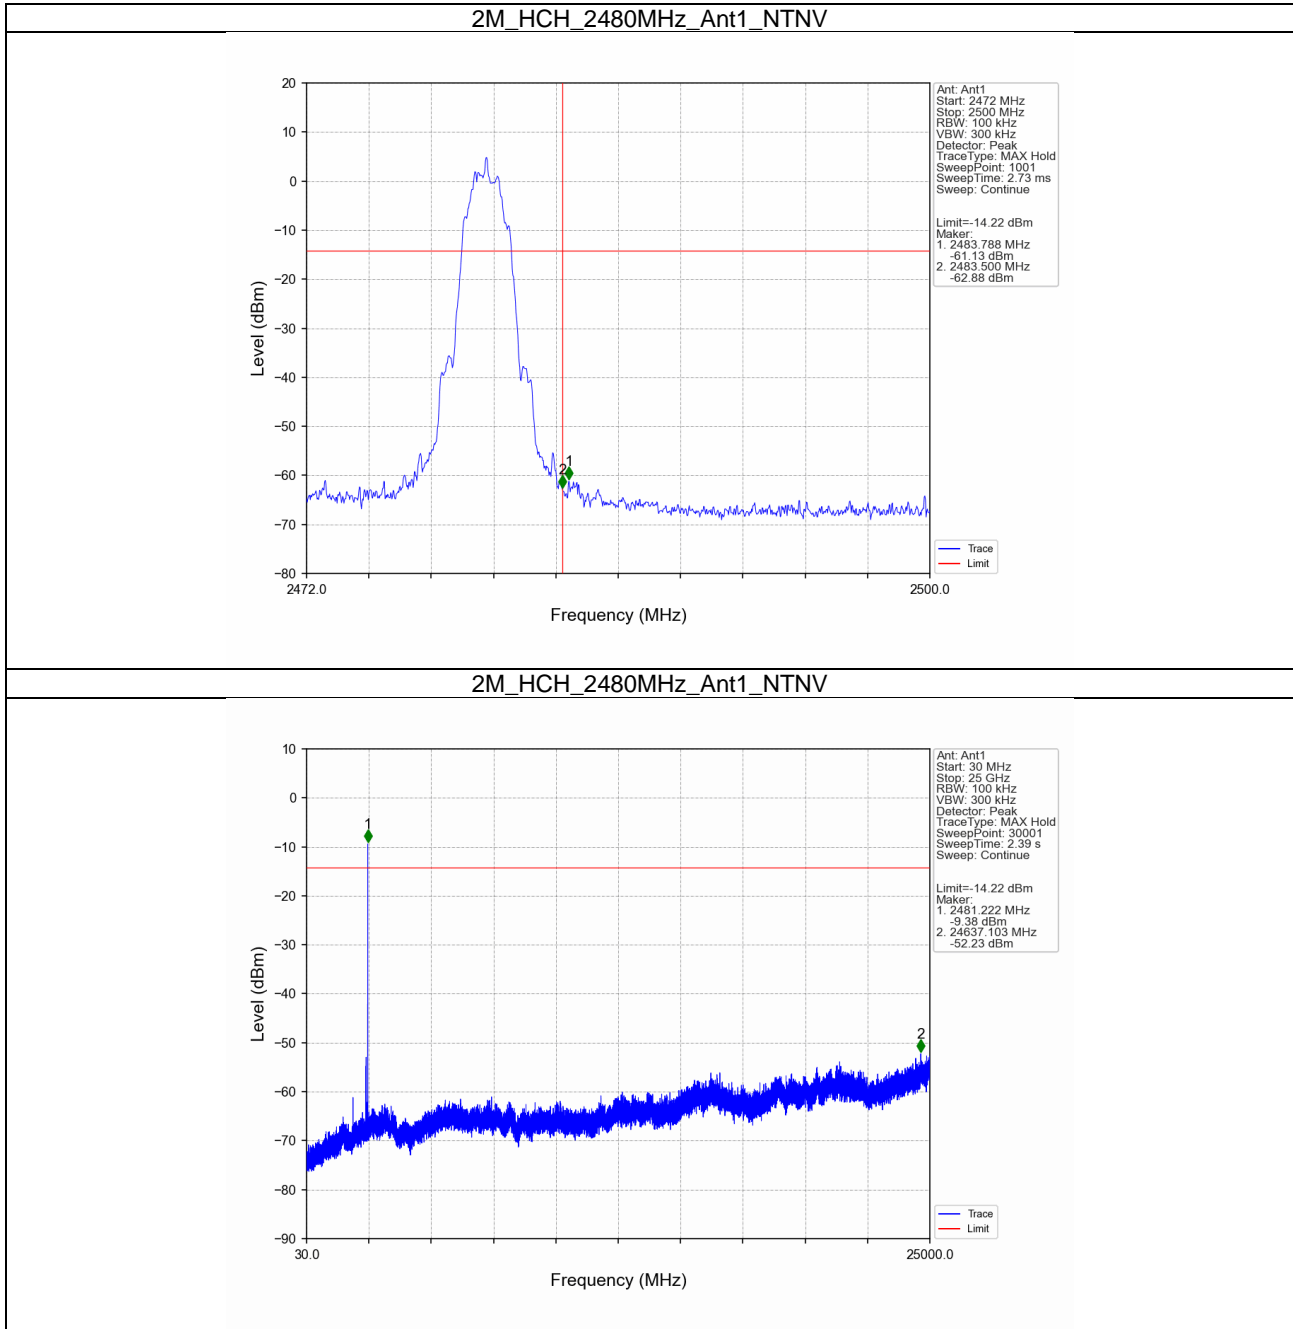 2M_HCH_2480MHz_Ant1_NTNV
20
10
0
−10
−20
−30
−40
−50
−60
−70
−80
Level (dBm)
2472.0
2500.0
Frequency (MHz)
1
2
Ant: Ant1
Start: 2472 MHz
Stop: 2500 MHz
RBW: 100 kHz
VBW: 300 kHz
Detector: Peak
TraceType: MAX Hold
SweepPoint: 1001
SweepTime: 2.73 ms
Sweep: Continue
Limit=-14.22 dBm
Maker:
1. 2483.788 MHz
-61.13 dBm
2. 2483.500 MHz
-62.88 dBm
Trace
Limit
2M_HCH_2480MHz_Ant1_NTNV
10
0
−10
−20
−30
−40
−50
−60
−70
−80
−90
Level (dBm)
30.0
25000.0
Frequency (MHz)
1
2
Ant: Ant1
Start: 30 MHz
Stop: 25 GHz
RBW: 100 kHz
VBW: 300 kHz
Detector: Peak
TraceType: MAX Hold
SweepPoint: 30001
SweepTime: 2.39 s
Sweep: Continue
Limit=-14.22 dBm
Maker:
1. 2481.222 MHz
-9.38 dBm
2. 24637.103 MHz
-52.23 dBm
Trace
Limit